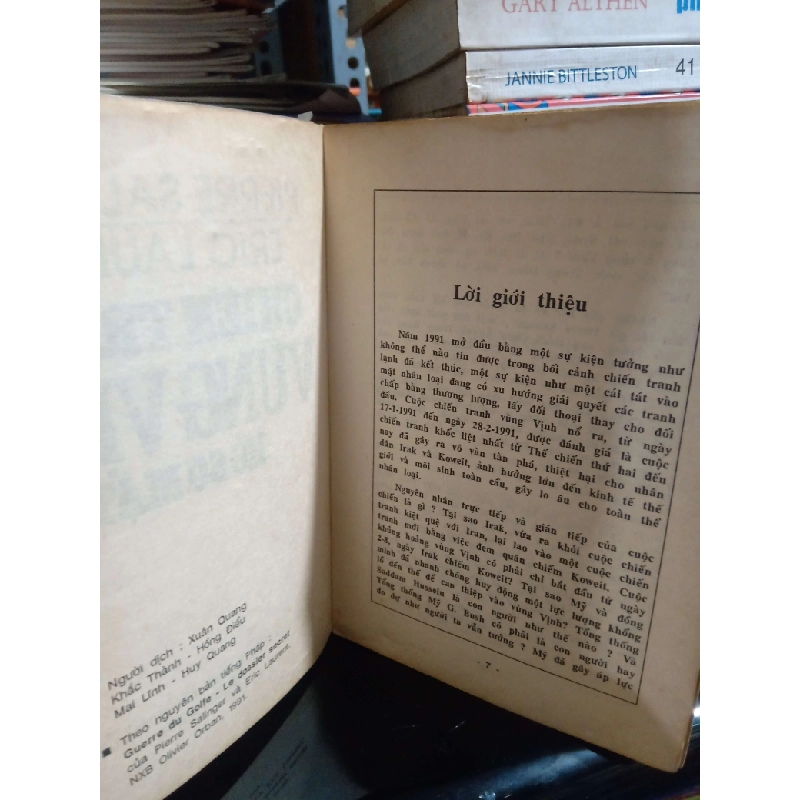 GARY ALTHEN
JANNIE BITTLESTON 41
Lời giới thiệu
Năm 1991 mở đầu bằng một sự kiện tưởng như
không thể nào tin được trong bối cảnh chiến tranh
lạnh đã kết thúc, một sự kiện như một cái tát vào
mặt nhân loại đang có xu hướng giải quyết các tranh
chấp bằng thương lượng, lấy đối thoại thay cho đối
đầu. Cuộc chiến tranh vùng Vịnh nổ ra, từ ngày
17-1-1991 đến ngày 28-2-1991, được đánh giá là cuộc
chiến tranh khốc liệt nhất từ Thế chiến thứ hai đến
nay đã gây ra vô vàn tàn phá, thiệt hại cho nhân
dân Irak và Koweit, ảnh hưởng lớn đến kinh tế thế
giới và môi sinh toàn cầu, gây lo âu cho toàn thể
nhân loại.
Nguyên nhân trực tiếp và gián tiếp của cuộc
chiến là gì ? Tại sao Irak, vừa ra khỏi cuộc chiến
tranh kiệt quệ với Iran, lại lao vào một cuộc chiến
tranh mới bằng việc đem quân chiếm Koweit. Cuộc
khủng hoảng vùng Vịnh có phải chỉ bắt đầu từ ngày
2-8, ngày Irak chiếm Koweit? Tại sao Mỹ và đồng
minh đã nhanh chóng huy động một lực lượng khổng
lồ đến thế để can thiệp vào vùng Vịnh? Tổng thống
Saddam Hussein là con người như thế nào ? Và
Tổng thống Mỹ G. Bush có phải là con người hay
do dự như người ta vẫn tưởng ? Mỹ đã gây áp lực
- 7 -
Người dịch : Xuân Quang
Khắc Thành - Hồng Diểu
Mai Lĩnh - Huy Quang
■ Theo nguyên bản tiếng Pháp :
Guerre du Golfe - Le dossier secret
của Pierre Salinger và Eric Laurent.
NXB Olivier Orban, 1991.